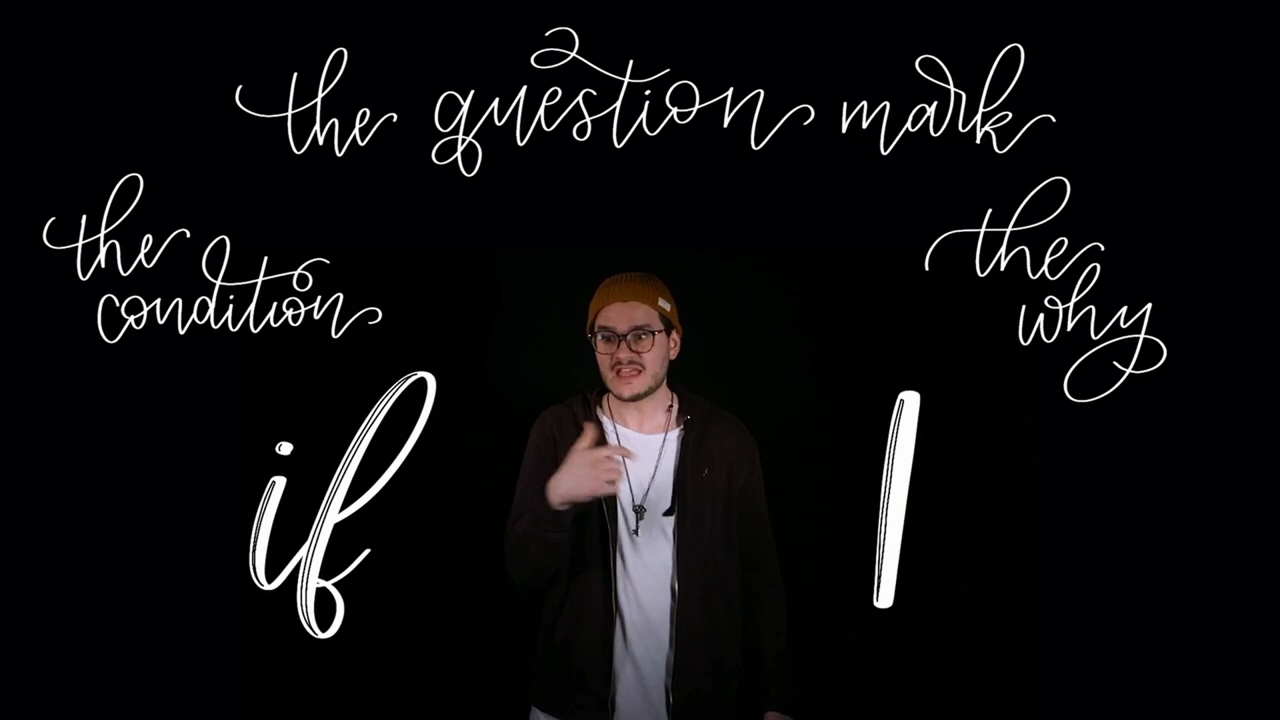 the question mark
the
condition
the
why
if
I